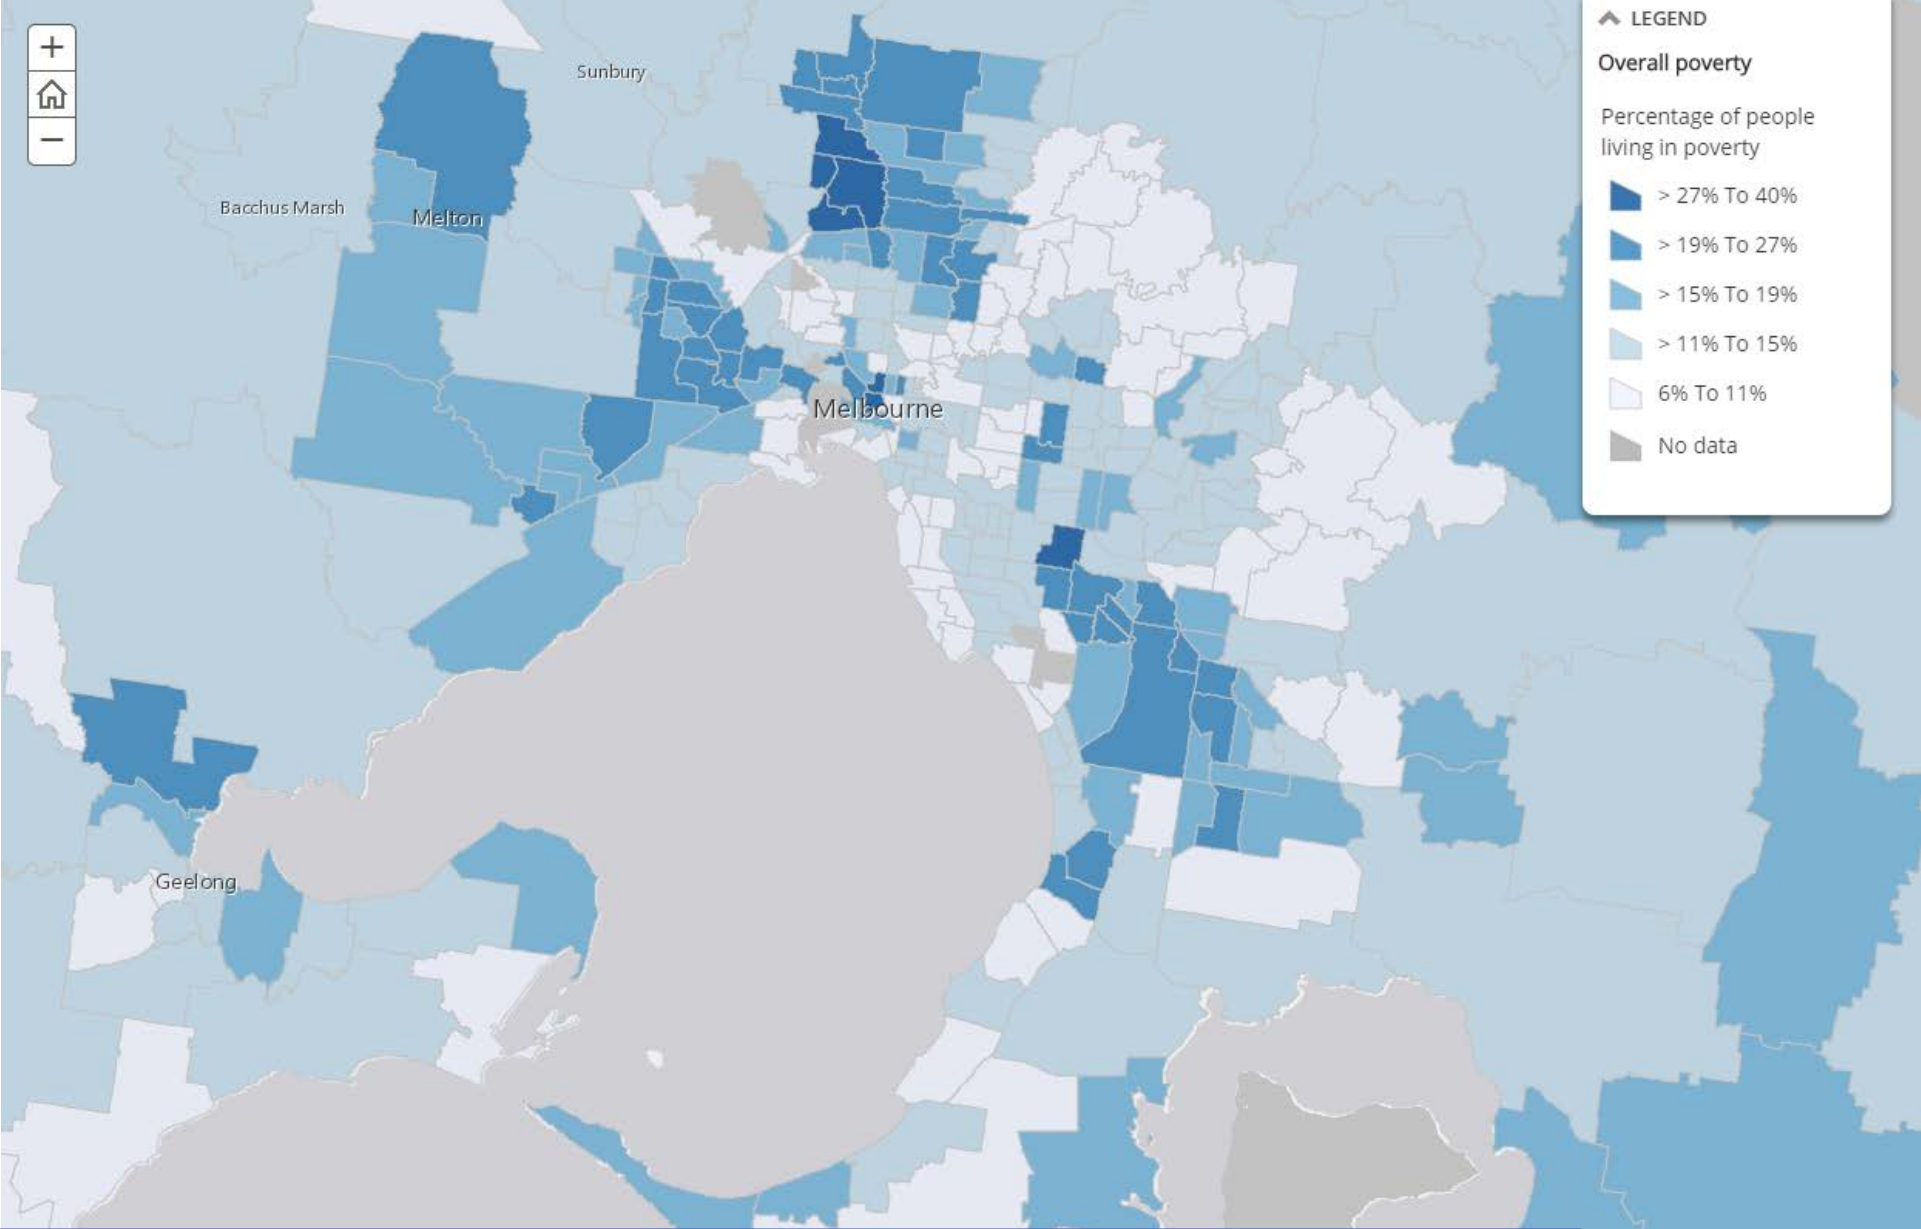 +
−
Sunbury
Bacchus Marsh
Melton
Melbourne
Geelong
LEGEND
Overall poverty
Percentage of people
living in poverty
> 27% To 40%
> 19% To 27%
> 15% To 19%
> 11% To 15%
6% To 11%
No data